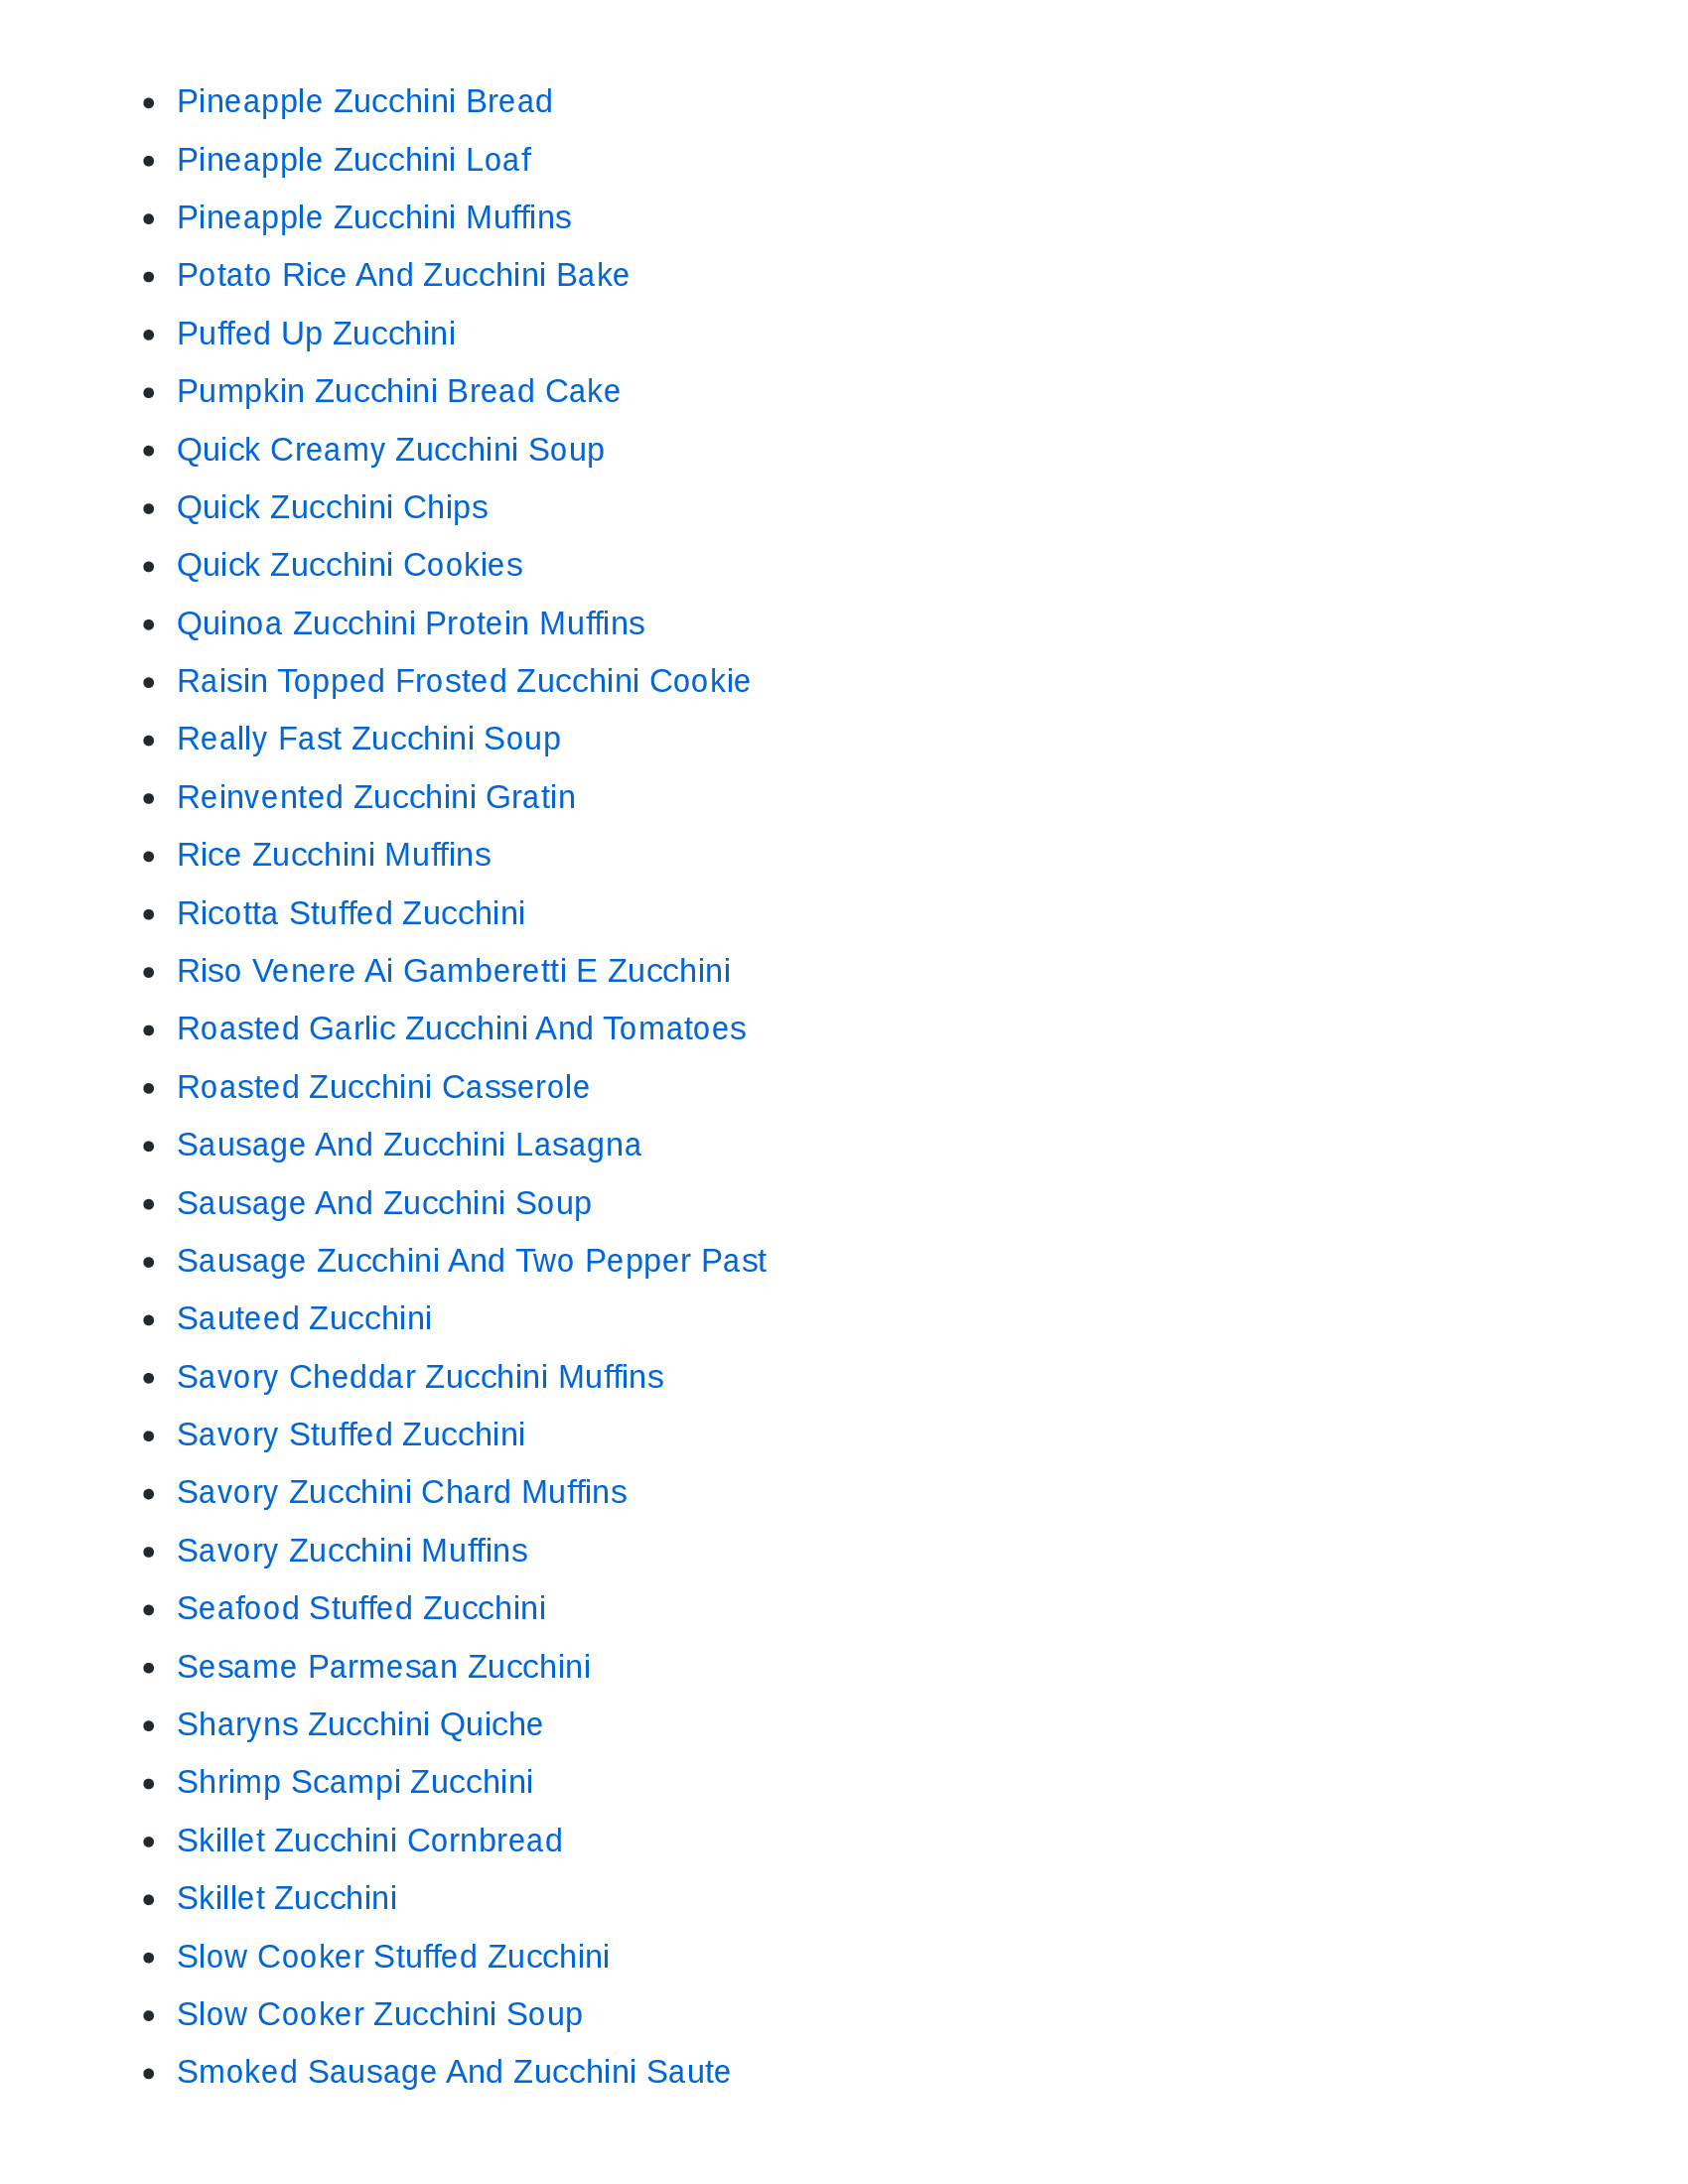 Pineapple Zucchini Bread
Pineapple Zucchini Loaf
Pineapple Zucchini Muffins
Potato Rice And Zucchini Bake
Puffed Up Zucchini
Pumpkin Zucchini Bread Cake
Quick Creamy Zucchini Soup
Quick Zucchini Chips
Quick Zucchini Cookies
Quinoa Zucchini Protein Muffins
Raisin Topped Frosted Zucchini Cookie
Really Fast Zucchini Soup
Reinvented Zucchini Gratin
Rice Zucchini Muffins
Ricotta Stuffed Zucchini
Riso Venere Ai Gamberetti E Zucchini
Roasted Garlic Zucchini And Tomatoes
Roasted Zucchini Casserole
Sausage And Zucchini Lasagna
Sausage And Zucchini Soup
Sausage Zucchini And Two Pepper Past
Sauteed Zucchini
Savory Cheddar Zucchini Muffins
Savory Stuffed Zucchini
Savory Zucchini Chard Muffins
Savory Zucchini Muffins
Seafood Stuffed Zucchini
Sesame Parmesan Zucchini
Sharyns Zucchini Quiche
Shrimp Scampi Zucchini
Skillet Zucchini Cornbread
Skillet Zucchini
Slow Cooker Stuffed Zucchini
Slow Cooker Zucchini Soup
Smoked Sausage And Zucchini Saute